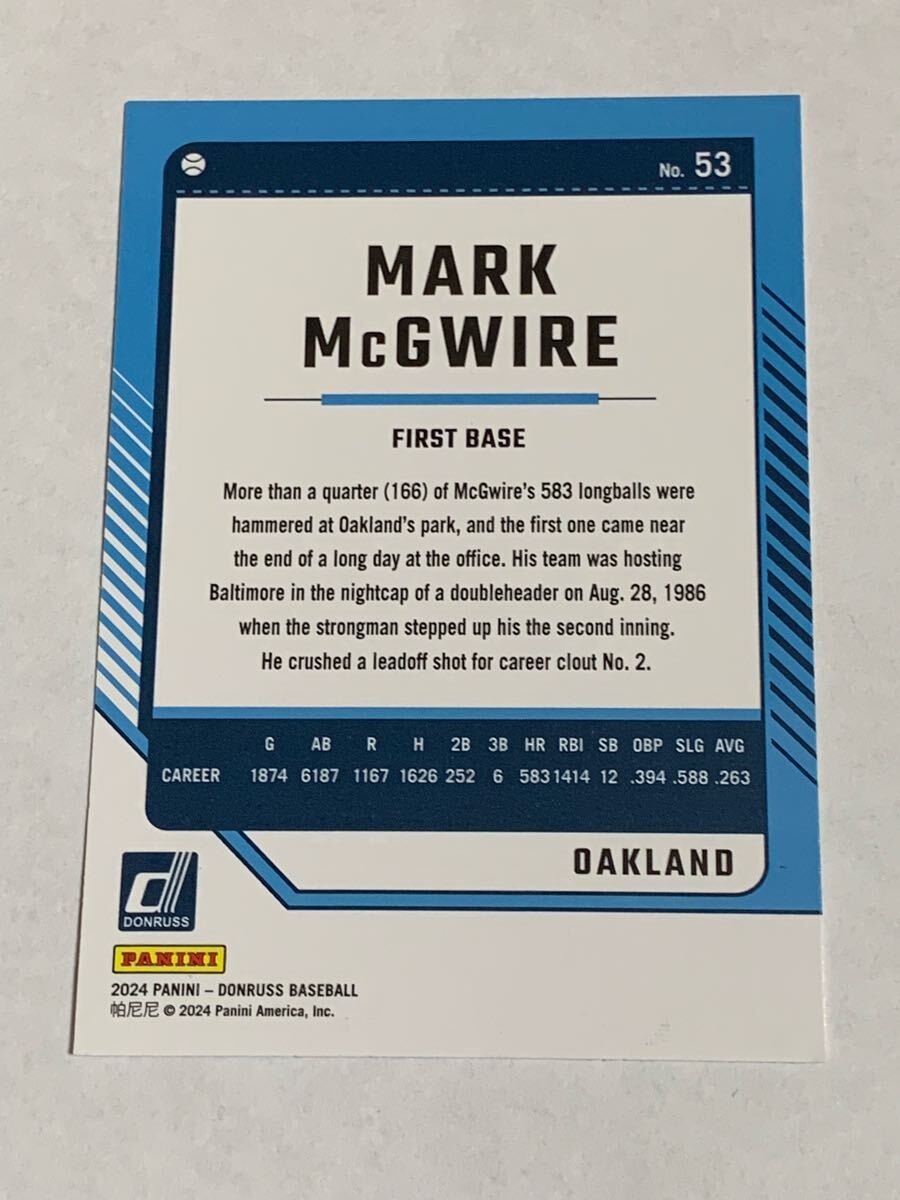 No. 53
MARK
McGWIRE
FIRST BASE
More than a quarter (166) of McGwire's 583 longballs were
hammered at Oakland's park, and the first one came near
the end of a long day at the office. His team was hosting
Baltimore in the nightcap of a doubleheader on Aug. 28, 1986
when the strongman stepped up his the second inning.
He crushed a leadoff shot for career clout No. 2.
G AB R H 2B 3B HR RBI SB OBP SLG AVG
CAREER 1874 6187 1167 1626 252 6 583 1414 12 .394 .588 .263
OAKLAND
d
DONRUSS
PANINI
2024 PANINI – DONRUSS BASEBALL
帕尼尼 © 2024 Panini America, Inc.